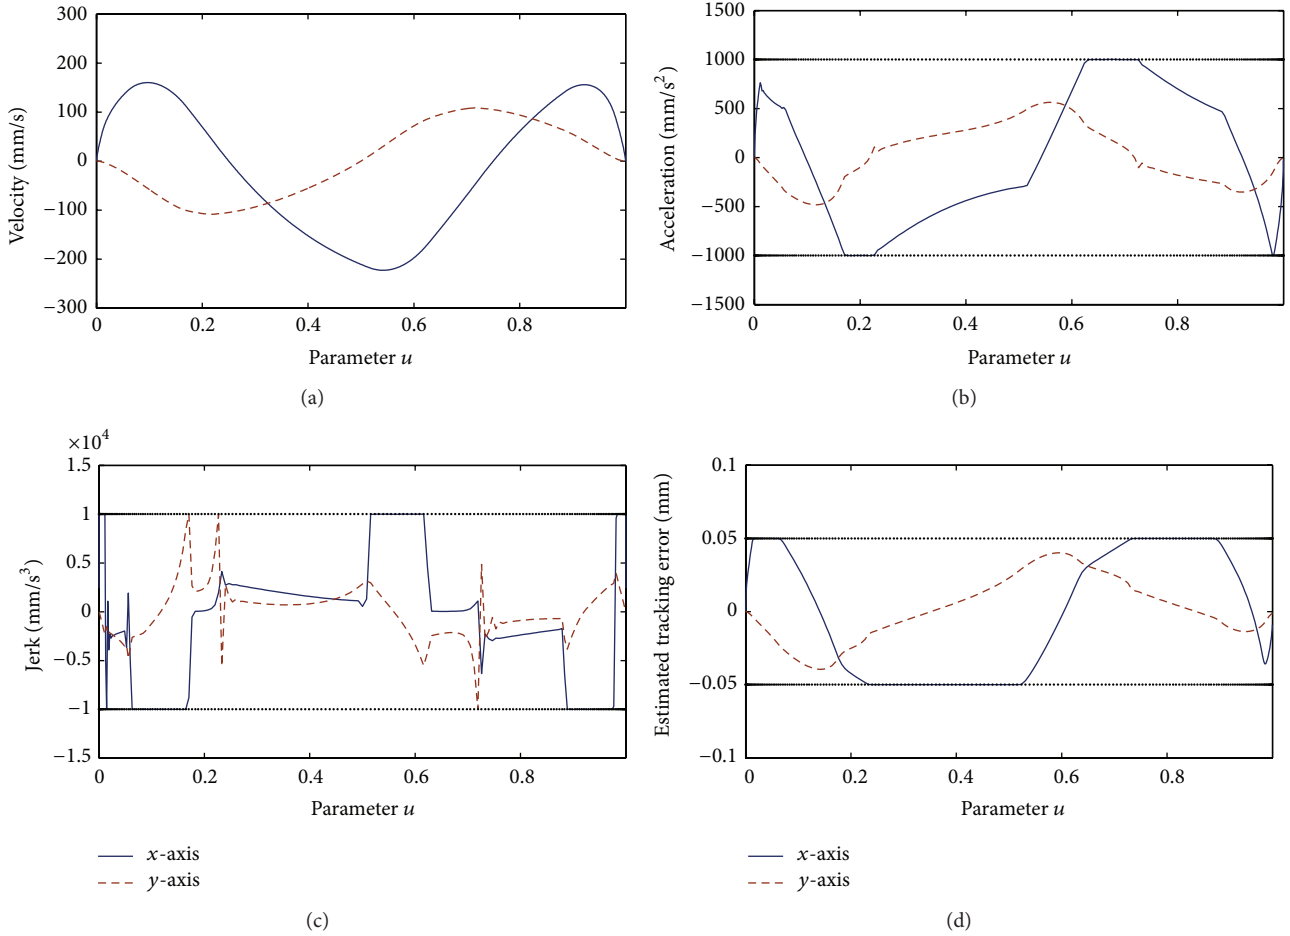 300
200
100
0
−100
−200
−300
Velocity (mm/s)
0 0.2 0.4 0.6 0.8
Parameter u
(a)
1500
1000
500
0
−500
−1000
−1500
Acceleration (mm/s²)
0 0.2 0.4 0.6 0.8
Parameter u
(b)
×10⁴
1.5
1
0.5
0
−0.5
−1
−1.5
Jerk (mm/s³)
0 0.2 0.4 0.6 0.8
Parameter u
x-axis
y-axis
(c)
0.1
0.05
0
−0.05
−0.1
Estimated tracking error (mm)
0 0.2 0.4 0.6 0.8
Parameter u
x-axis
y-axis
(d)